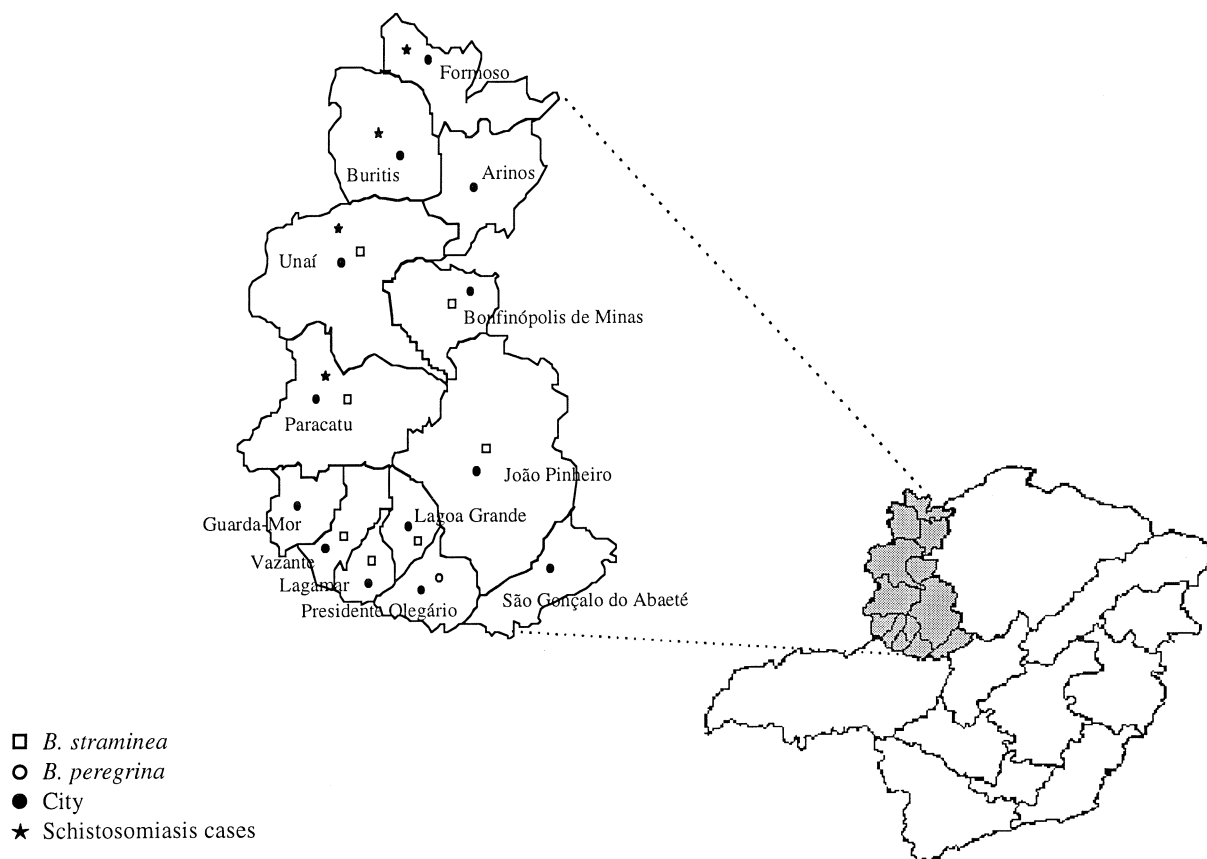 Formoso
Buritis
Arinos
Unaí
Bonfinópolis de Minas
Paracatu
João Pinheiro
Guarda-Mor
Lagoa Grande
Vazante
Lagamar
Presidente Olegário
São Gonçalo do Abaeté
B. straminea
B. peregrina
City
Schistosomiasis cases